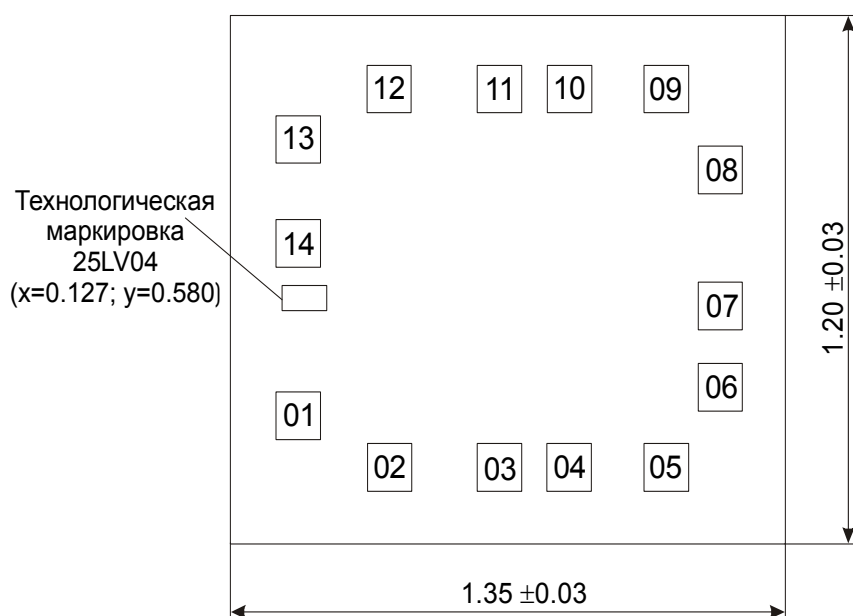 12 11 10 09
13
08
Технологическая
маркировка
25LV04
(x=0.127; y=0.580)
14
07
1.20 ±0.03
06
01
02 03 04 05
1.35 ±0.03